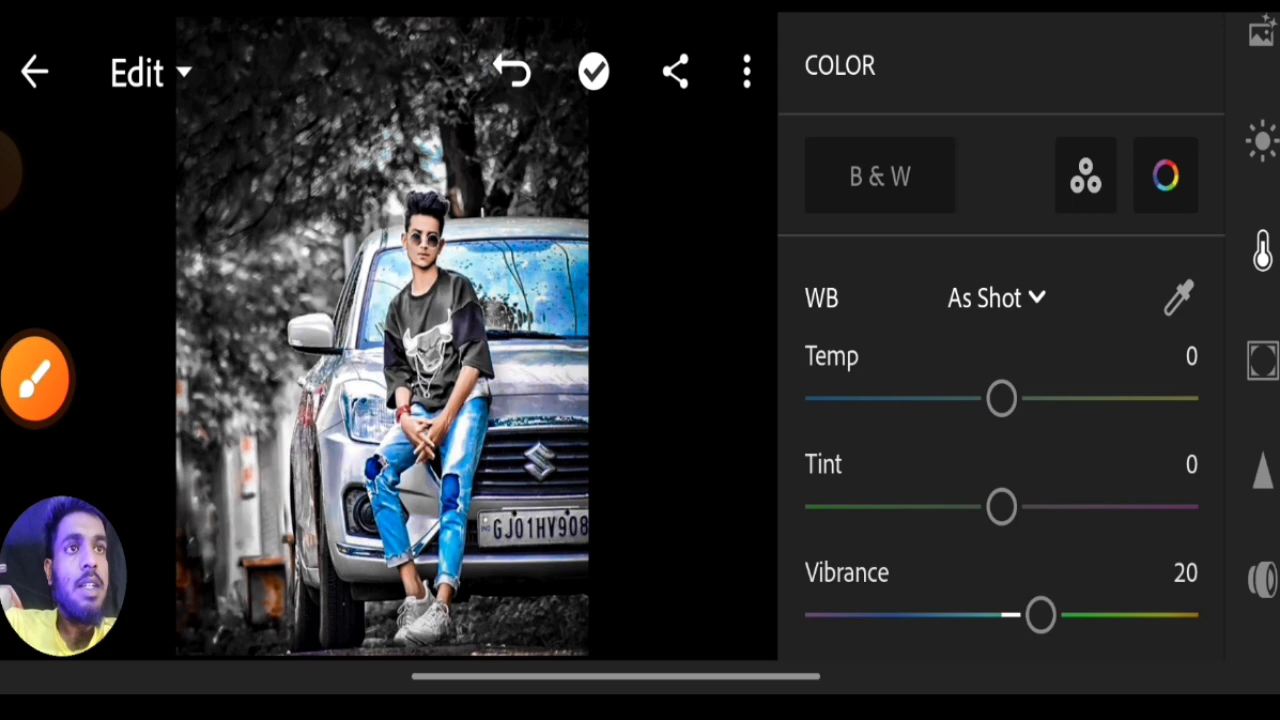 Edit
COLOR
B & W
WB As Shot
Temp 0
Tint 0
Vibrance 20
GJ01HV908